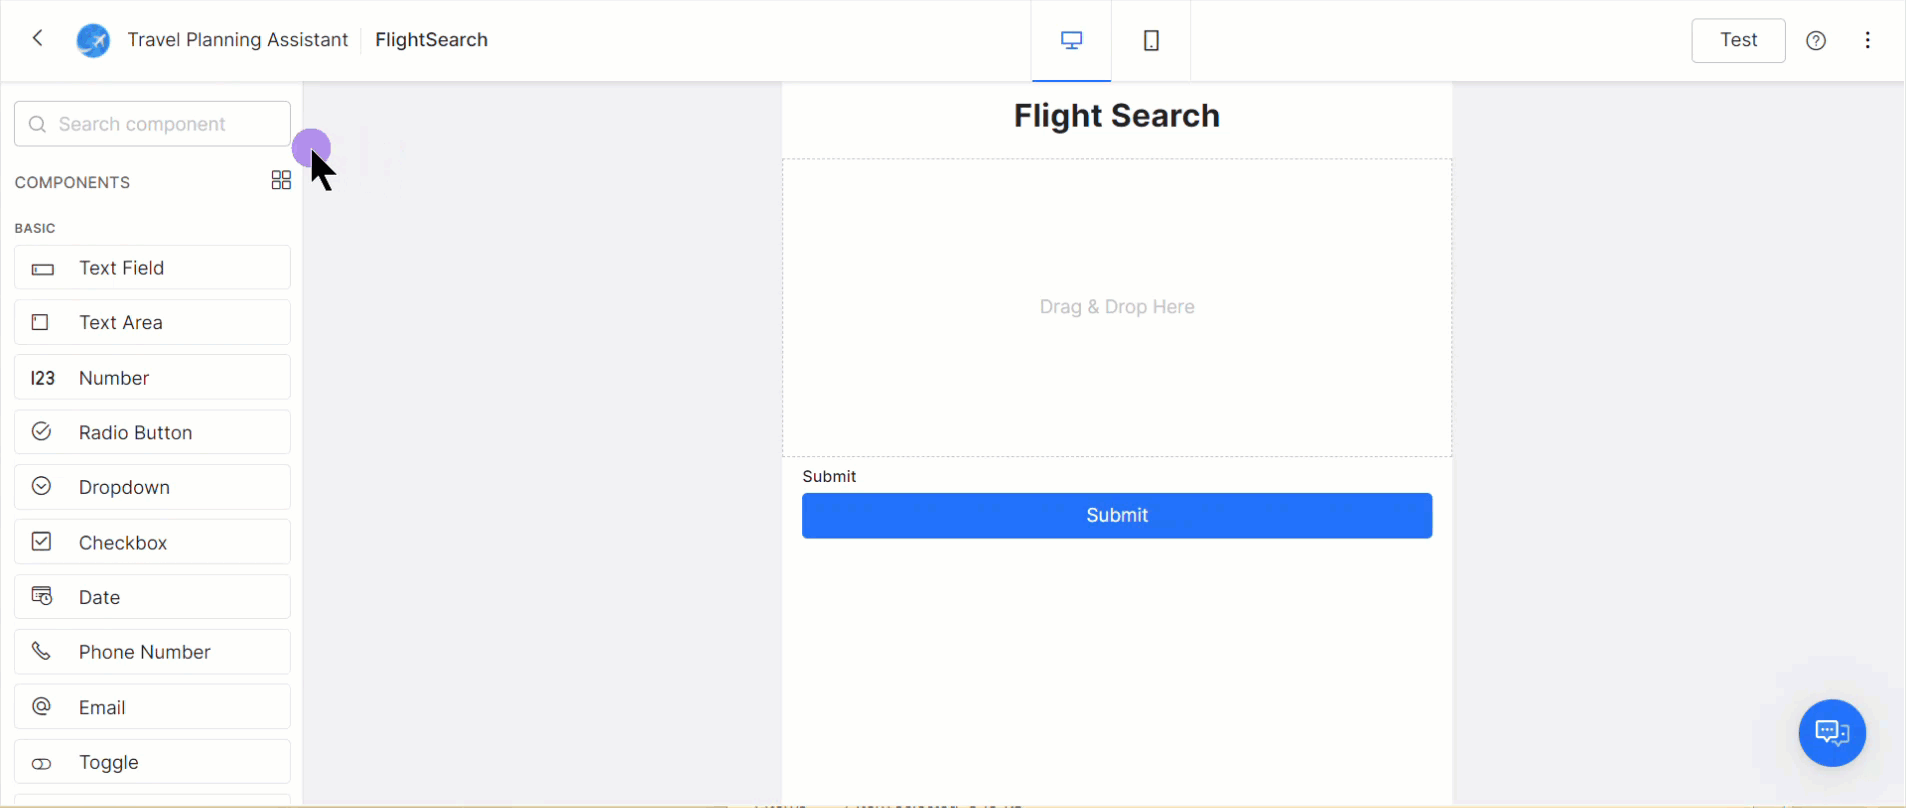 Travel Planning Assistant FlightSearch
Test
Search component
COMPONENTS
BASIC
Text Field
Text Area
123 Number
Radio Button
Dropdown
Checkbox
Date
Phone Number
Email
Toggle
Flight Search
Drag & Drop Here
Submit
Submit